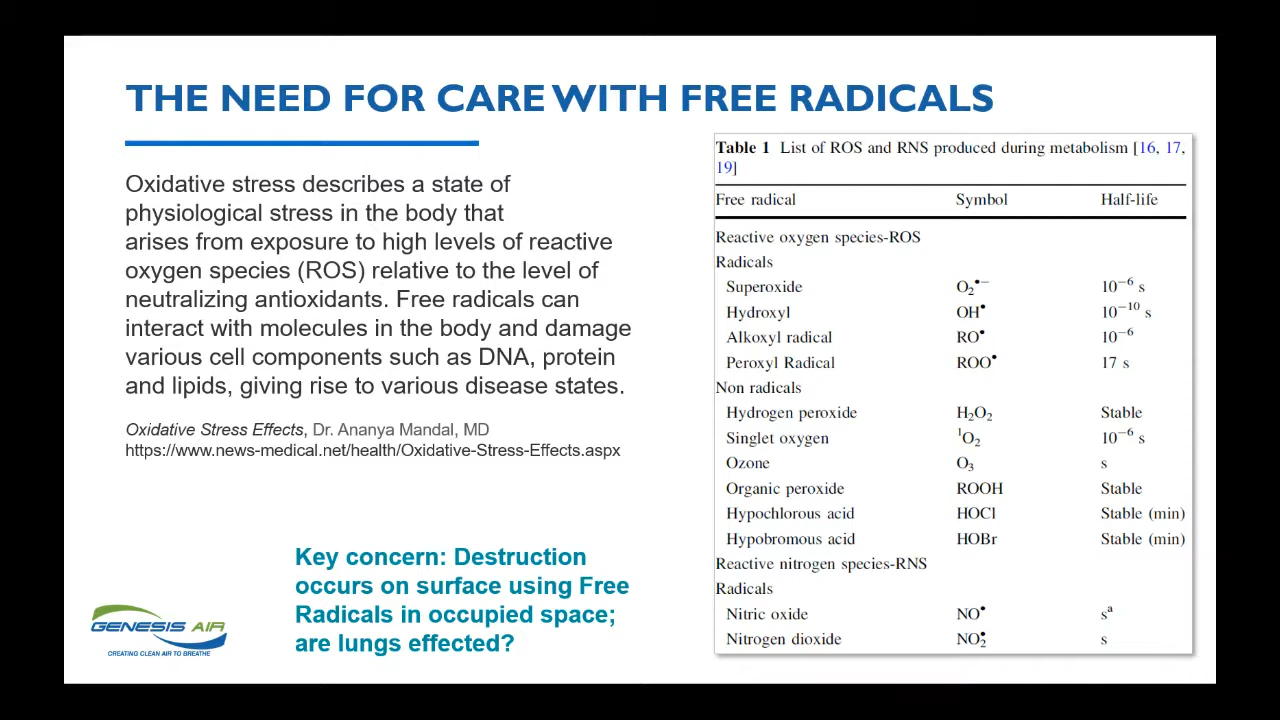 THE NEED FOR CARE WITH FREE RADICALS
Oxidative stress describes a state of
physiological stress in the body that
arises from exposure to high levels of reactive
oxygen species (ROS) relative to the level of
neutralizing antioxidants. Free radicals can
interact with molecules in the body and damage
various cell components such as DNA, protein
and lipids, giving rise to various disease states.
Oxidative Stress Effects, Dr. Ananya Mandal, MD
https://www.news-medical.net/health/Oxidative-Stress-Effects.aspx
Key concern: Destruction
occurs on surface using Free
Radicals in occupied space;
are lungs effected?
GENESIS AIR
CREATING CLEAN AIR TO BREATHE
Table 1 List of ROS and RNS produced during metabolism [16, 17,
19]
Free radical Symbol Half-life
Reactive oxygen species-ROS
Radicals
Superoxide O₂•− 10⁻⁶ s
Hydroxyl OH• 10⁻¹⁰ s
Alkoxyl radical RO• 10⁻⁶
Peroxyl Radical ROO• 17 s
Non radicals
Hydrogen peroxide H₂O₂ Stable
Singlet oxygen ¹O₂ 10⁻⁶ s
Ozone O₃ s
Organic peroxide ROOH Stable
Hypochlorous acid HOCl Stable (min)
Hypobromous acid HOBr Stable (min)
Reactive nitrogen species-RNS
Radicals
Nitric oxide NO• sᵃ
Nitrogen dioxide NO₂• s